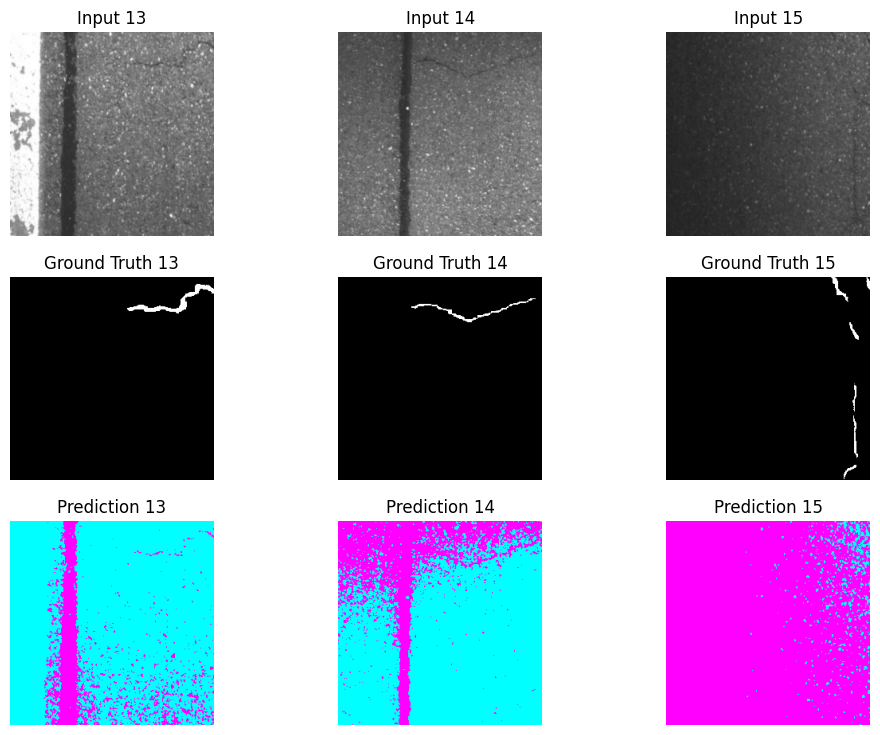 Input 13
Input 14
Input 15
Ground Truth 13
Ground Truth 14
Ground Truth 15
Prediction 13
Prediction 14
Prediction 15